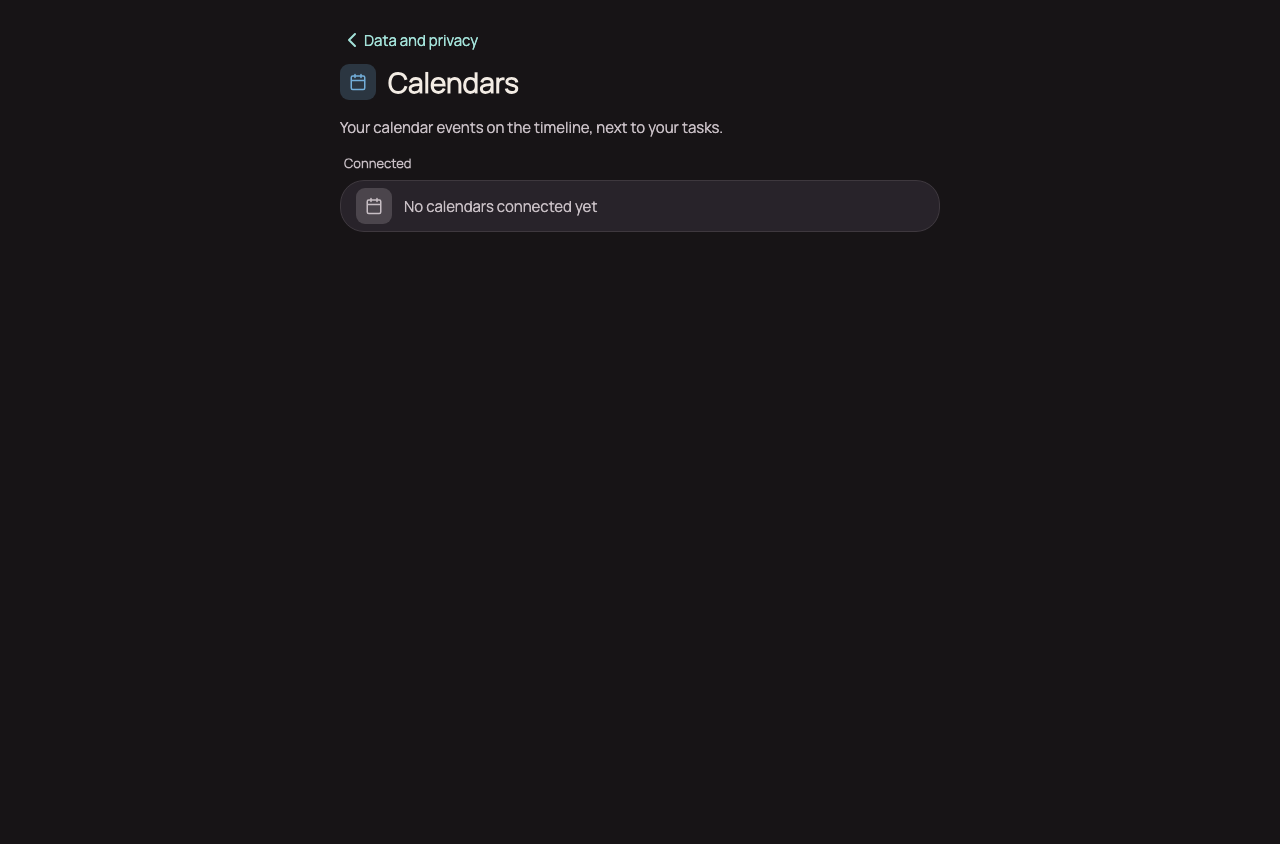 Data and privacy
Calendars
Your calendar events on the timeline, next to your tasks.
Connected
No calendars connected yet